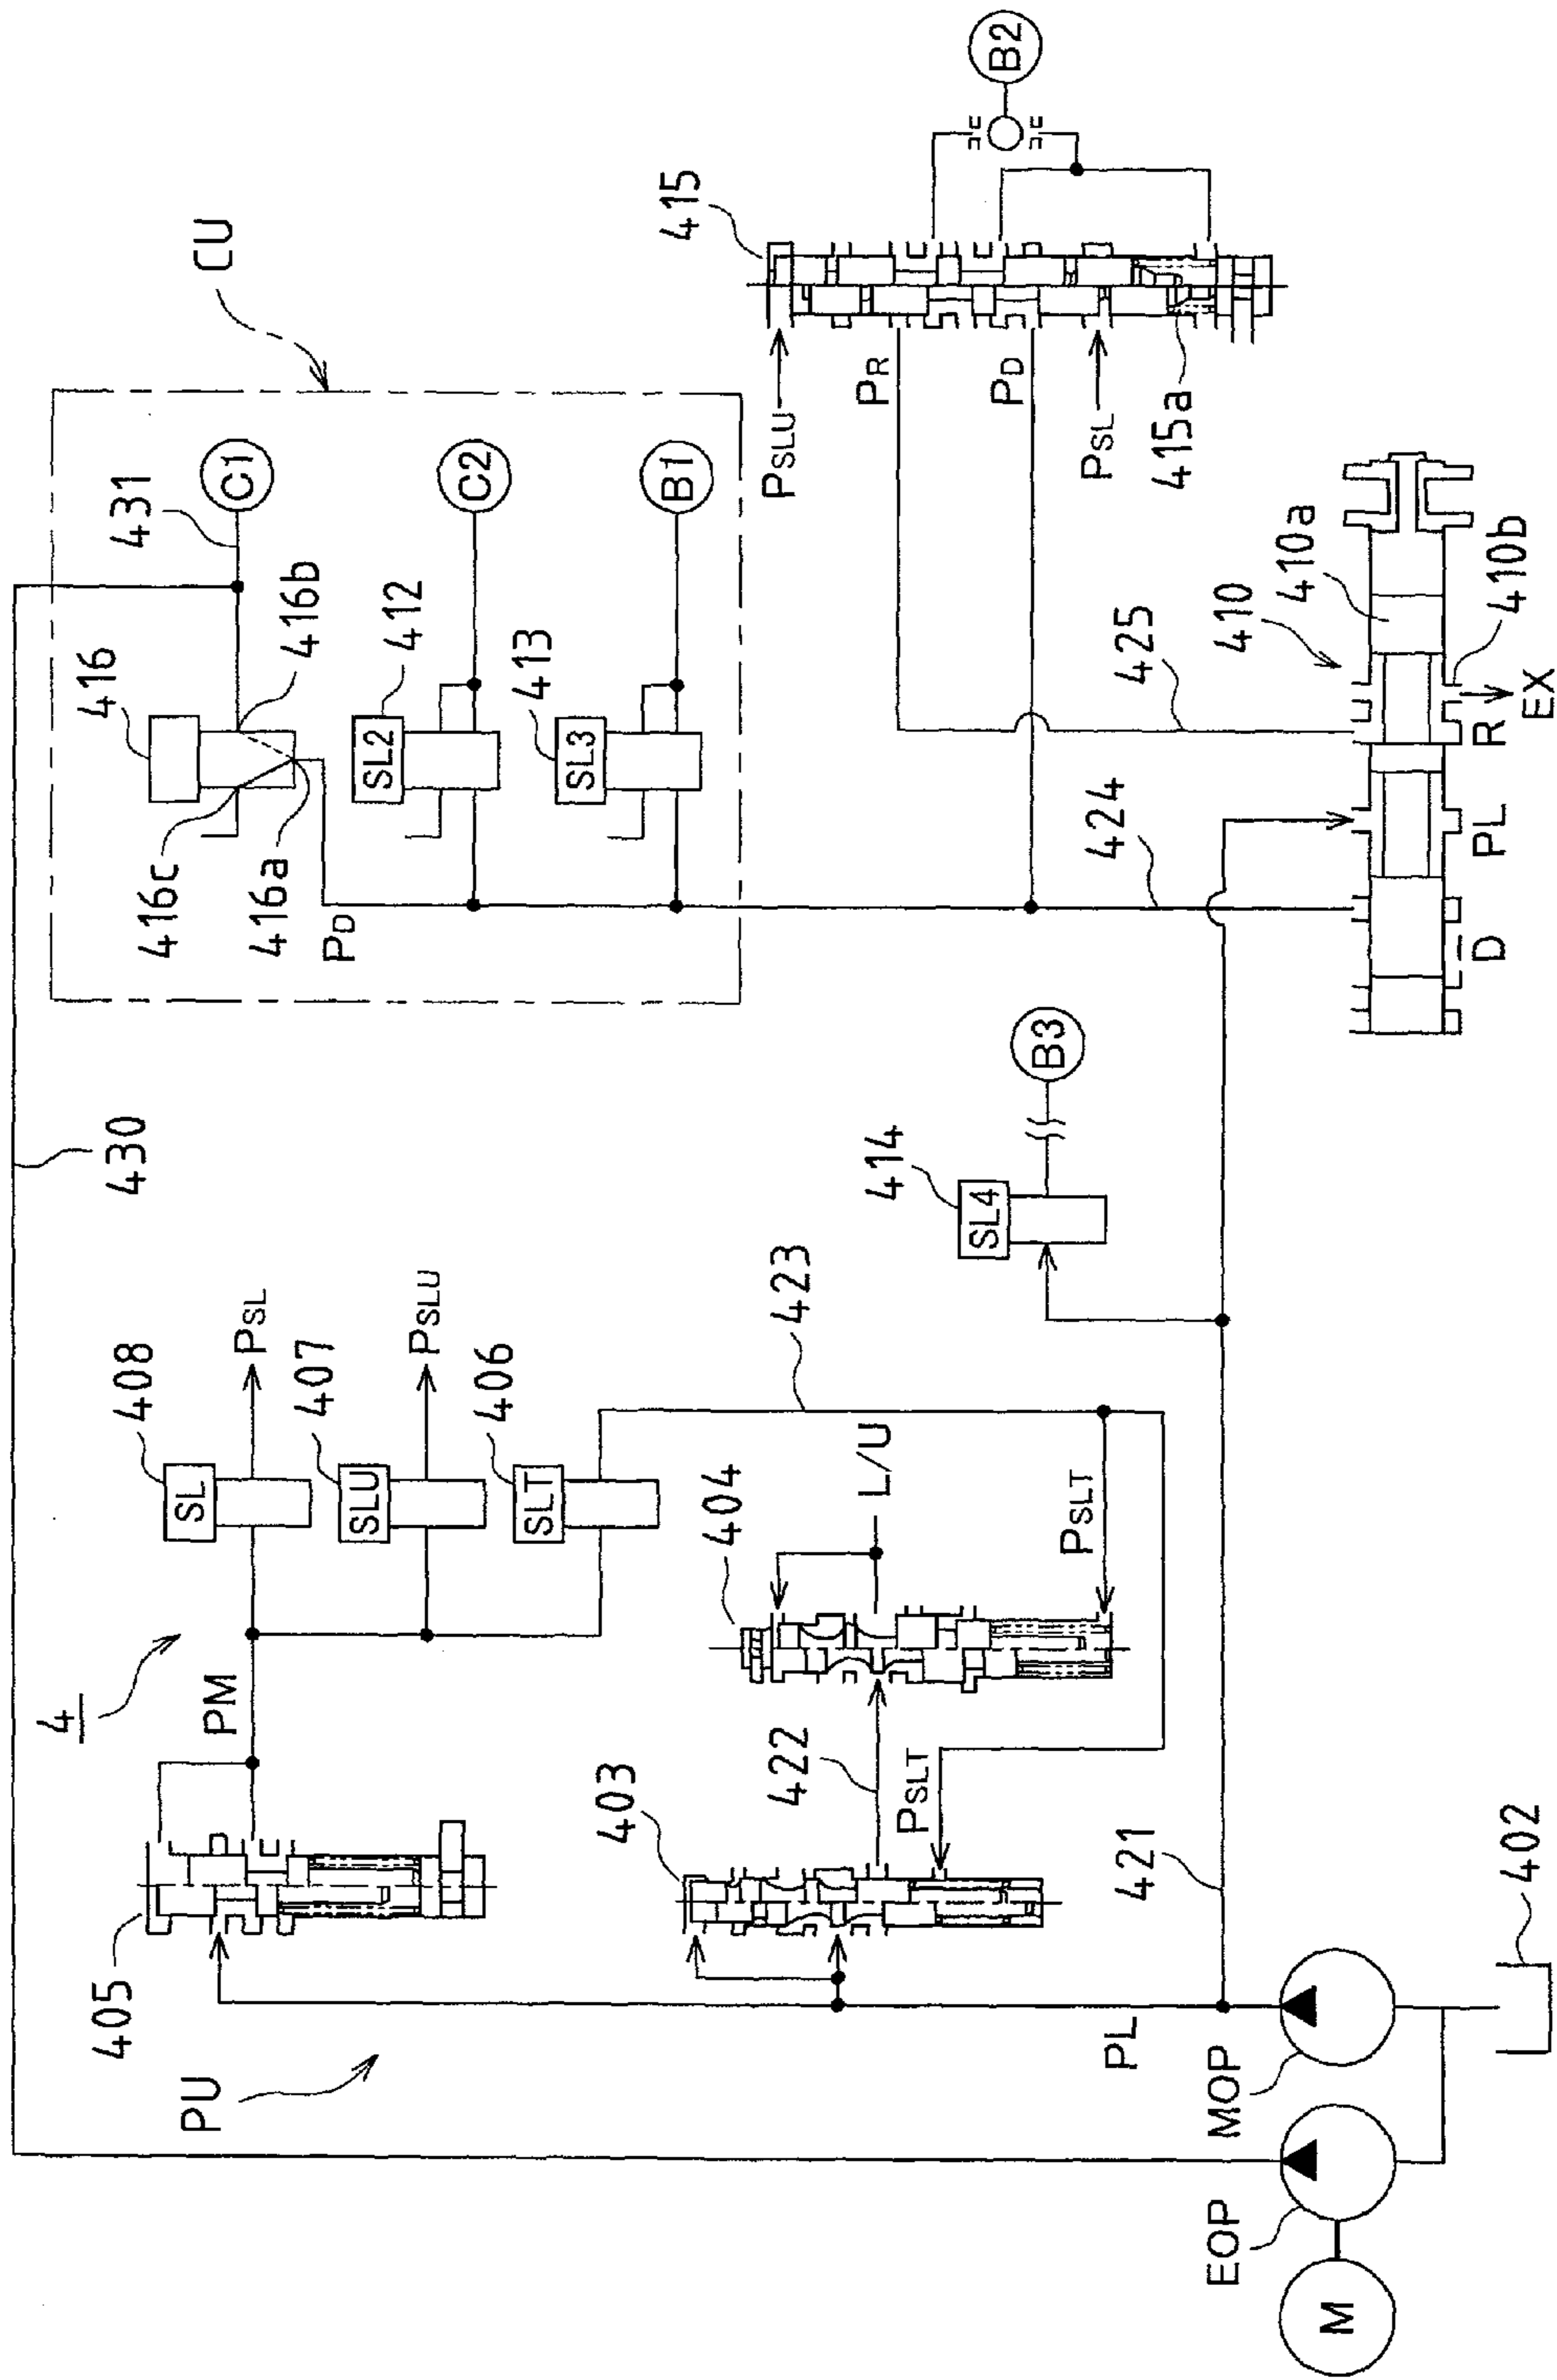 CU
416
431
C1
416b
416c
416a
PD
SL2
412
C2
SL3
413
B1
415
B2
PSLU
PR
PD
PSL
415a
425
424
410
410a
410b
EX
R
PL
D
430
408
SL
PSL
407
SLU
PSLU
406
SLT
423
4
PM
405
404
L/U
PSLT
403
422
PSLT
414
SL4
B3
421
PU
PL
402
MOP
EOP
M